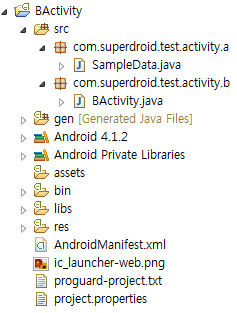 BActivity
src
com.superdroid.test.activity.a
SampleData.java
com.superdroid.test.activity.b
BActivity.java
gen [Generated Java Files]
Android 4.1.2
Android Private Libraries
assets
bin
libs
res
AndroidManifest.xml
ic_launcher-web.png
proguard-project.txt
project.properties